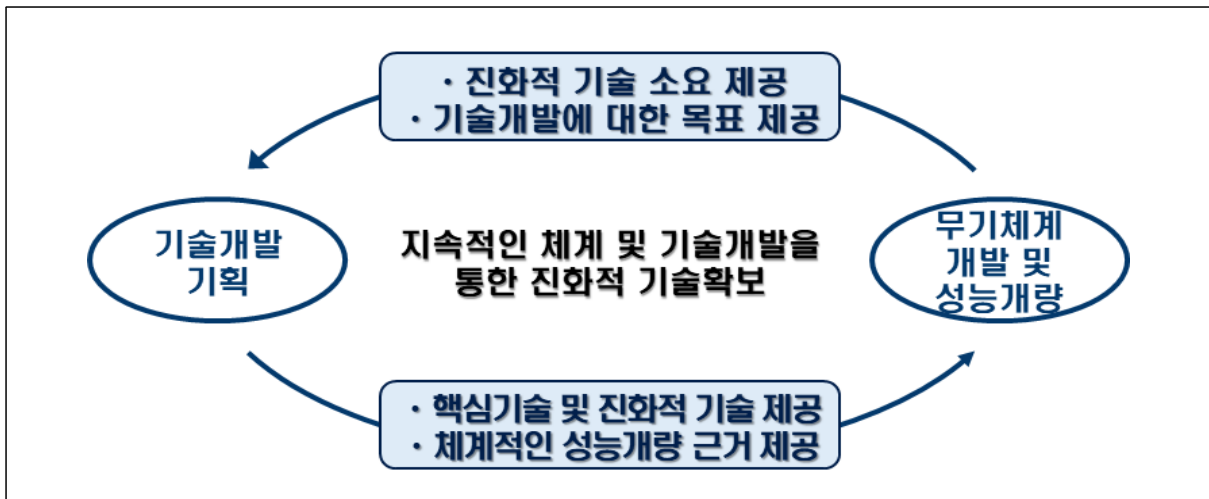 · 진화적 기술 소요 제공
· 기술개발에 대한 목표 제공
기술개발
기획
지속적인 체계 및 기술개발을
통한 진화적 기술확보
무기체계
개발 및
성능개량
· 핵심기술 및 진화적 기술 제공
· 체계적인 성능개량 근거 제공